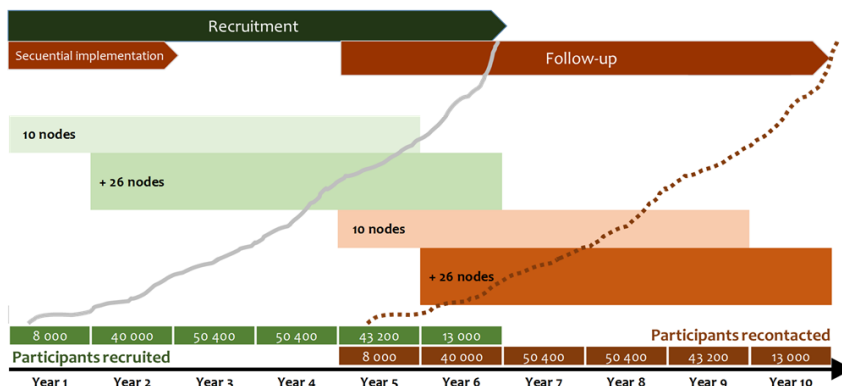 Recruitment
Secuential implementation
Follow-up
10 nodes
+ 26 nodes
10 nodes
+ 26 nodes
8 000 40 000 50 400 50 400 43 200 13 000 Participants recontacted
Participants recruited 8 000 40 000 50 400 50 400 43 200 13 000
Year 1 Year 2 Year 3 Year 4 Year 5 Year 6 Year 7 Year 8 Year 9 Year 10